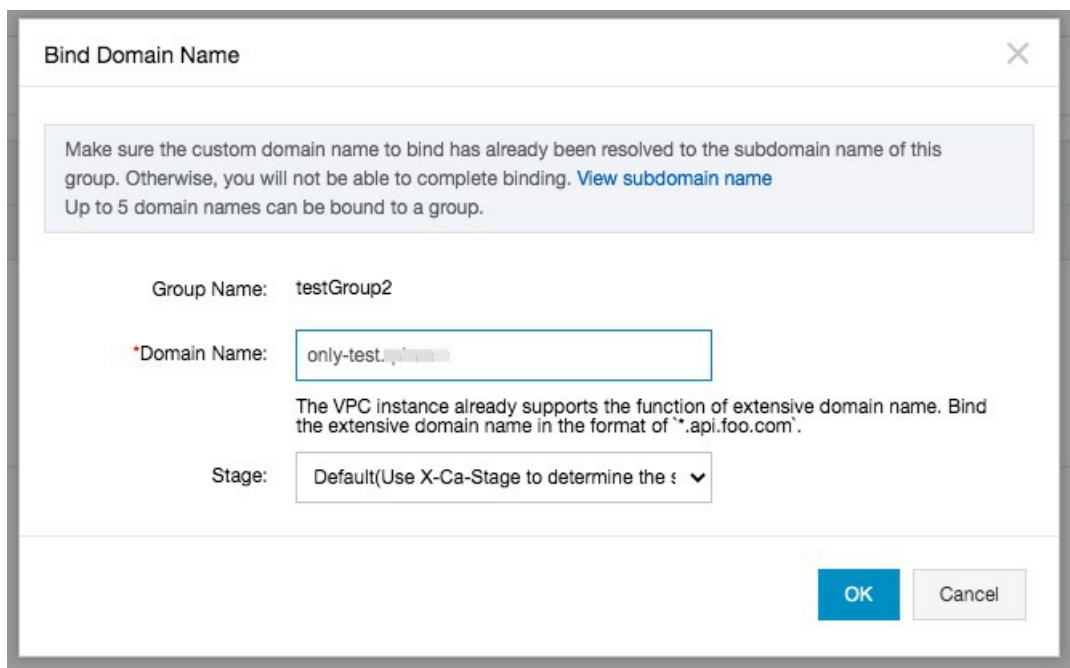 Bind Domain Name
Make sure the custom domain name to bind has already been resolved to the subdomain name of this
group. Otherwise, you will not be able to complete binding. View subdomain name
Up to 5 domain names can be bound to a group.
Group Name: testGroup2
*Domain Name: only-test.
The VPC instance already supports the function of extensive domain name. Bind
the extensive domain name in the format of `*.api.foo.com`.
Stage: Default(Use X-Ca-Stage to determine the
OK Cancel